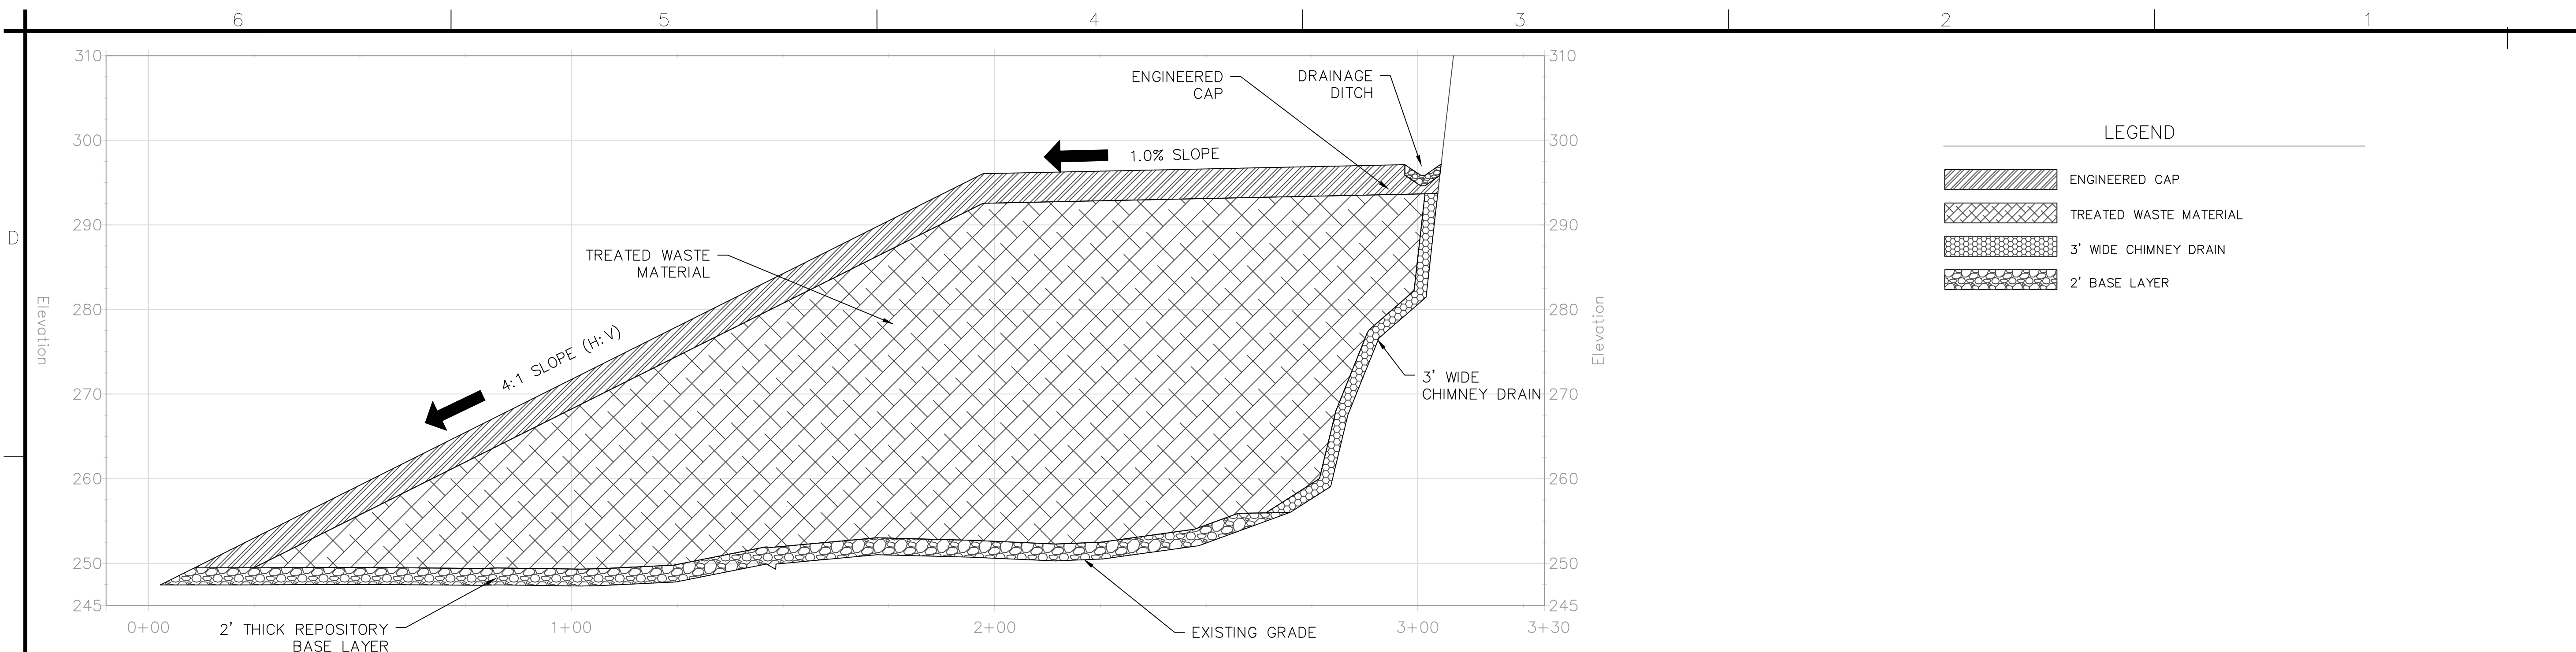 6 5 4 3 2 1
D
310 310
300 300
290 290
280 280
270 270
260 260
250 250
245 245
Elevation
Elevation
ENGINEERED
CAP
DRAINAGE
DITCH
1.0% SLOPE
TREATED WASTE
MATERIAL
4:1 SLOPE (H:V)
3' WIDE
CHIMNEY DRAIN
0+00 1+00 2+00 3+00 3+30
2' THICK REPOSITORY
BASE LAYER
EXISTING GRADE
LEGEND
ENGINEERED CAP
TREATED WASTE MATERIAL
3' WIDE CHIMNEY DRAIN
2' BASE LAYER